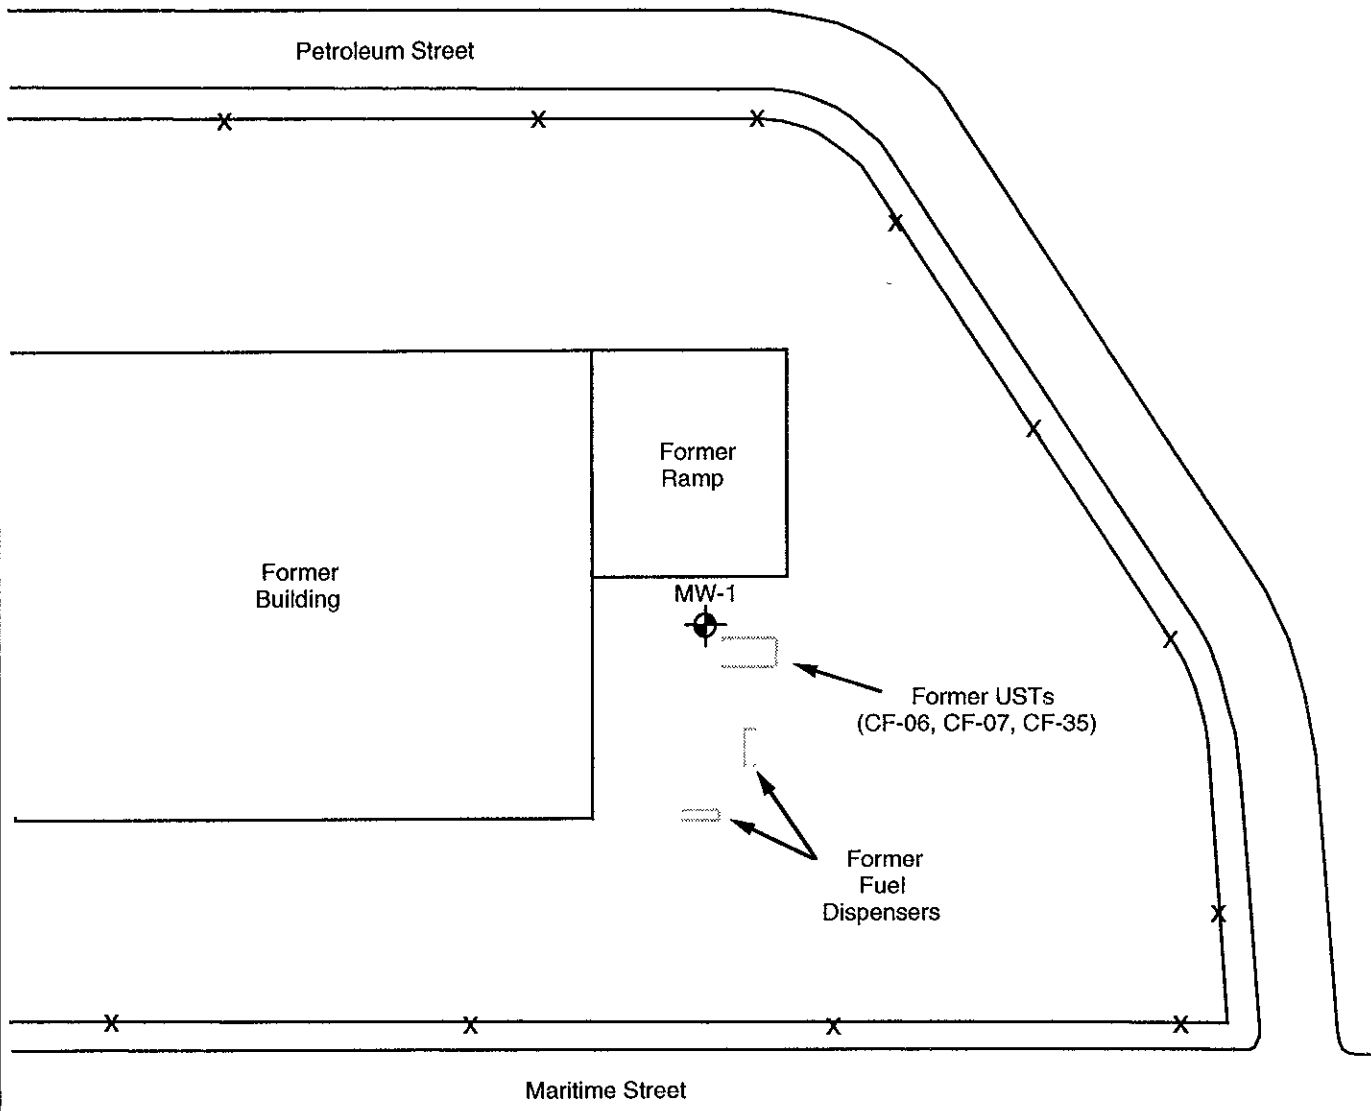 Petroleum Street
Former
Ramp
Former
Building
MW-1
Former USTs
(CF-06, CF-07, CF-35)
Former
Fuel
Dispensers
Maritime Street